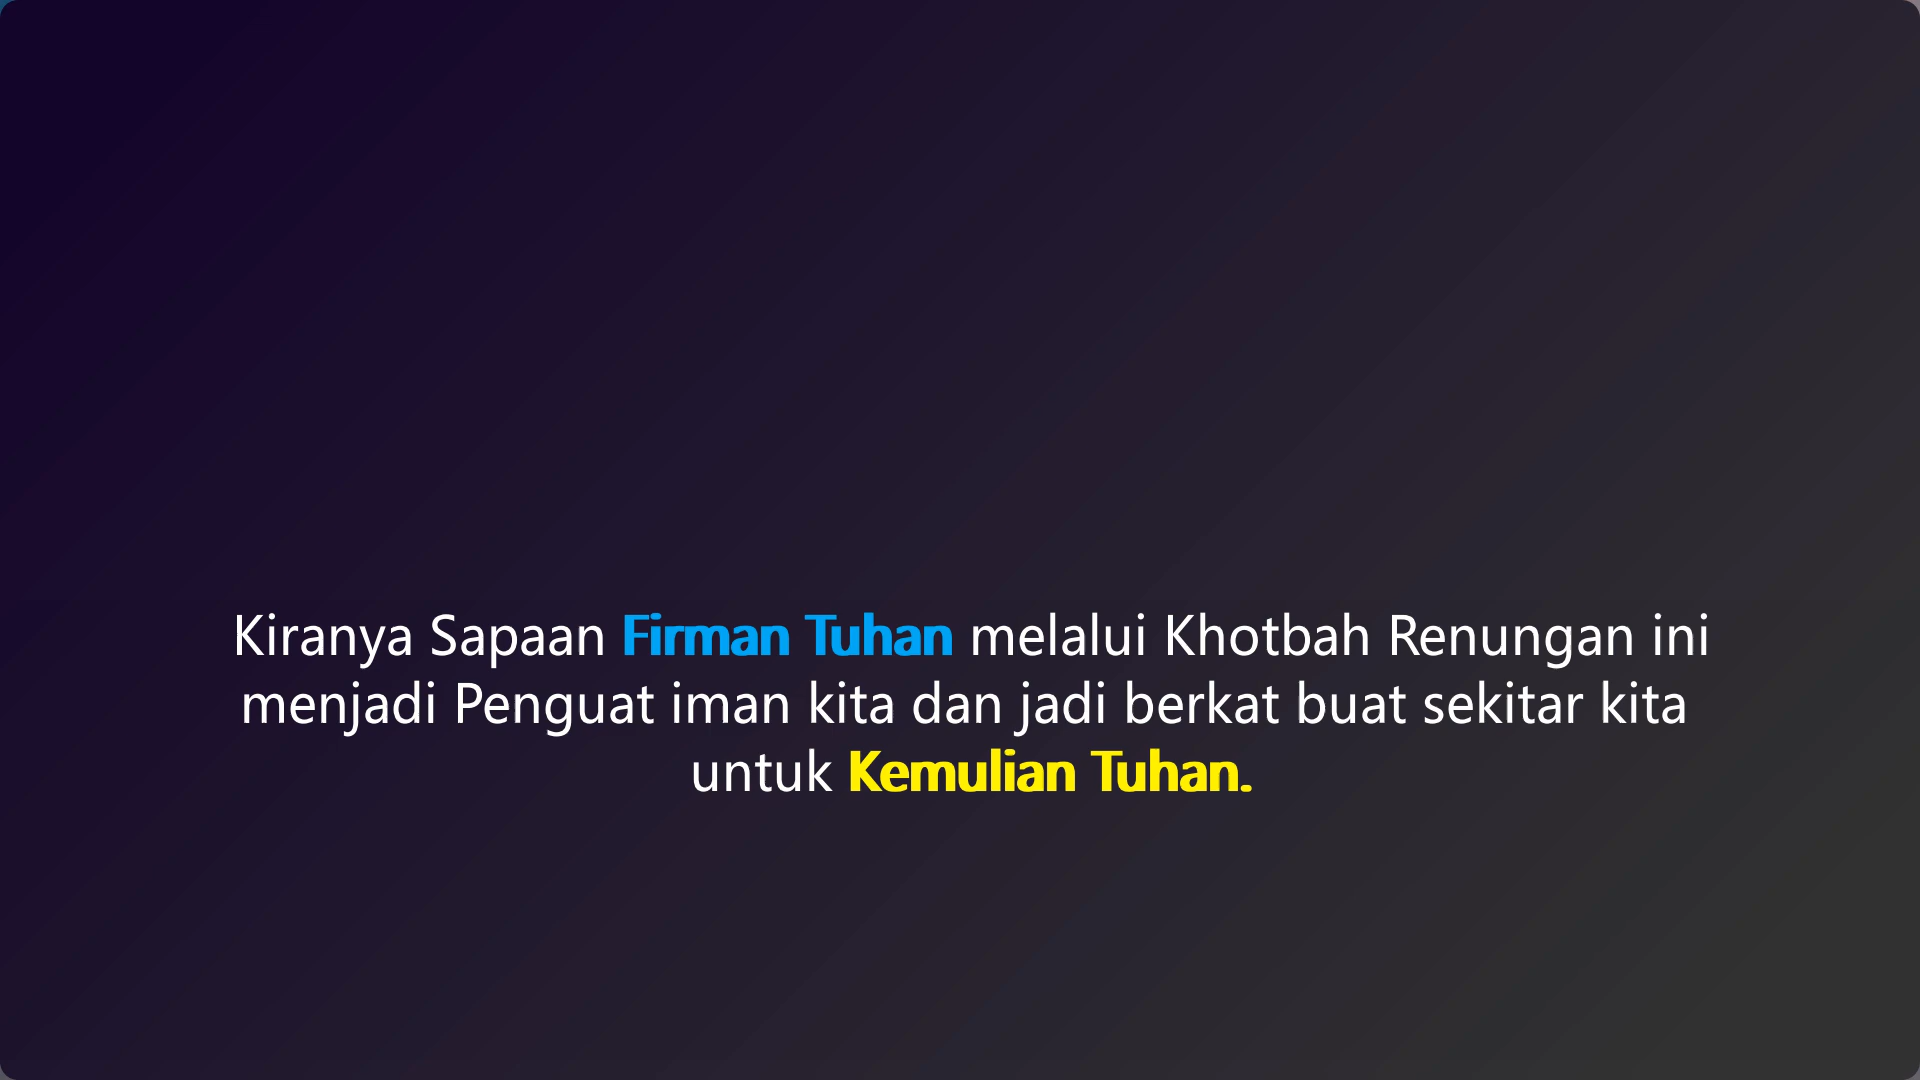 Kiranya Sapaan Firman Tuhan melalui Khotbah Renungan ini
menjadi Penguat iman kita dan jadi berkat buat sekitar kita
untuk Kemulian Tuhan.